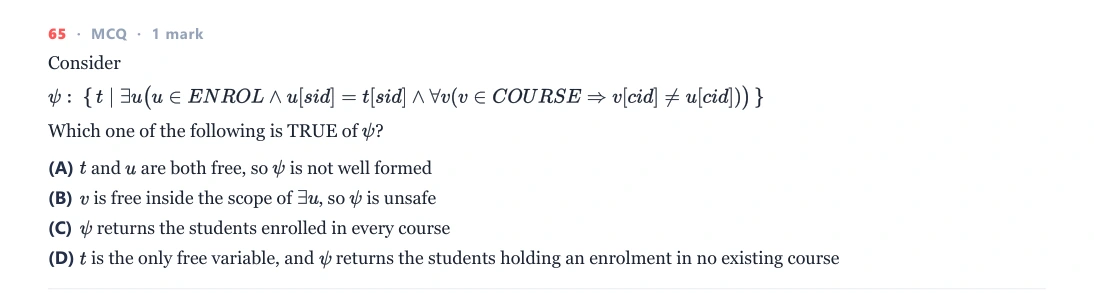 65 · MCQ · 1 mark
Consider
ψ : { t | ∃u(u ∈ ENROL ∧ u[sid] = t[sid] ∧ ∀v(v ∈ COURSE ⇒ v[cid] ≠ u[cid])) }
Which one of the following is TRUE of ψ?
(A) t and u are both free, so ψ is not well formed
(B) v is free inside the scope of ∃u, so ψ is unsafe
(C) ψ returns the students enrolled in every course
(D) t is the only free variable, and ψ returns the students holding an enrolment in no existing course